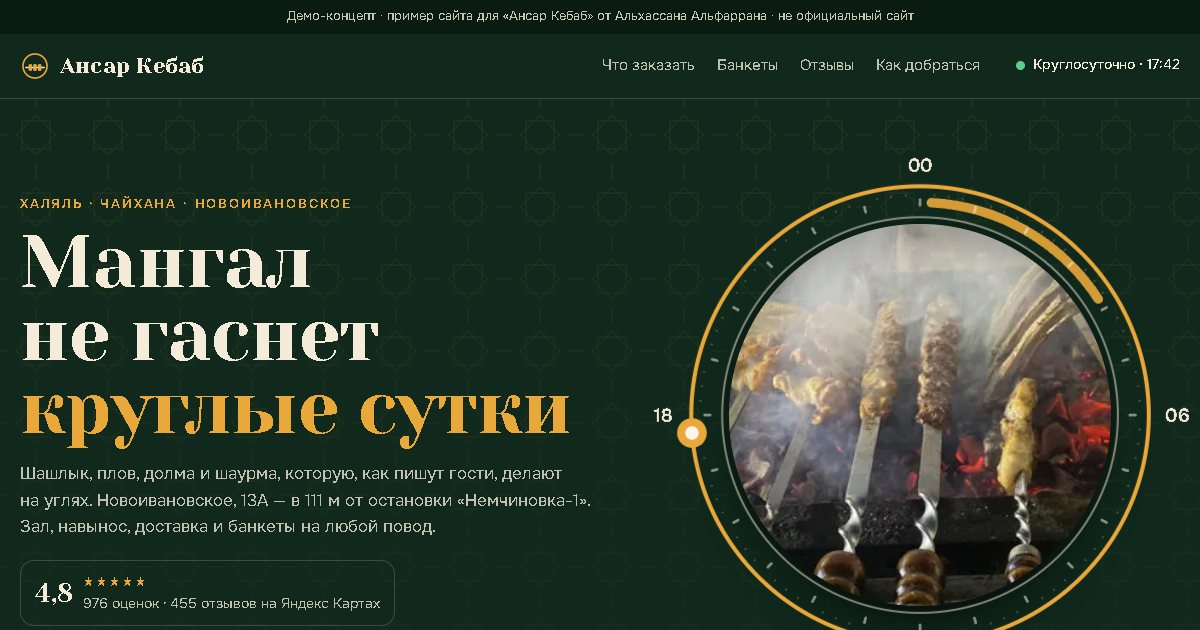 Демо-концепт · пример сайта для «Ансар Кебаб» от Альхассана Альфаррана · не официальный сайт
Ансар Кебаб
Что заказать Банкеты Отзывы Как добраться Круглосуточно · 17:42
ХАЛЯЛЬ · ЧАЙХАНА · НОВОИВАНОВСКОЕ
Мангал
не гаснет
круглые сутки
Шашлык, плов, долма и шаурма, которую, как пишут гости, делают
на углях. Новоивановское, 13А — в 111 м от остановки «Немчиновка-1».
Зал, навынос, доставка и банкеты на любой повод.
4,8 ★★★★★
976 оценок · 455 отзывов на Яндекс Картах
00
18
06